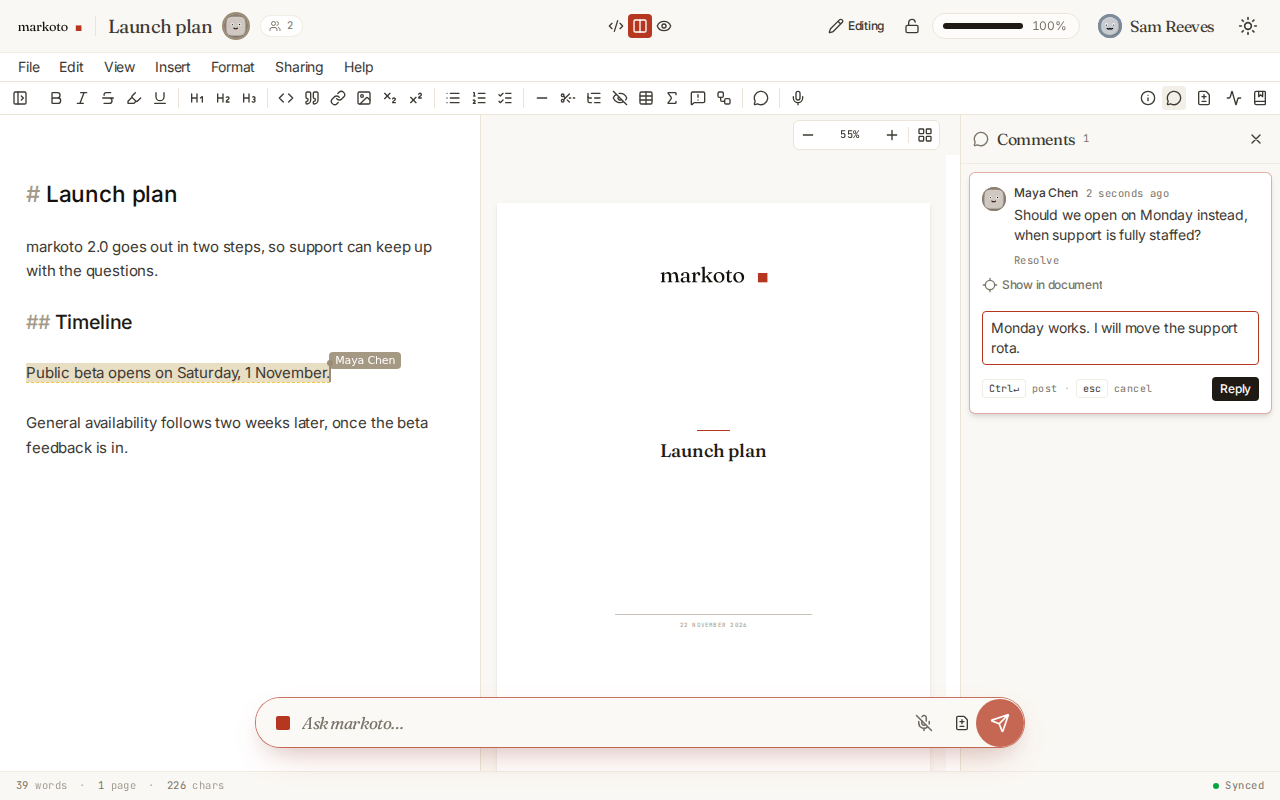 markoto
Launch plan
2
Editing
100%
Sam Reeves
File Edit View Insert Format Sharing Help
H1 H2 H3
55%
# Launch plan
markoto 2.0 goes out in two steps, so support can keep up
with the questions.
## Timeline
Maya Chen
Public beta opens on Saturday, 1 November.
General availability follows two weeks later, once the beta
feedback is in.
markoto
Launch plan
22 NOVEMBER 2026
Comments 1
Maya Chen 2 seconds ago
Should we open on Monday instead,
when support is fully staffed?
Resolve
Show in document
Monday works. I will move the support
rota.
Ctrl↵ post · esc cancel
Reply
Ask markoto...
39 words · 1 page · 226 chars
Synced